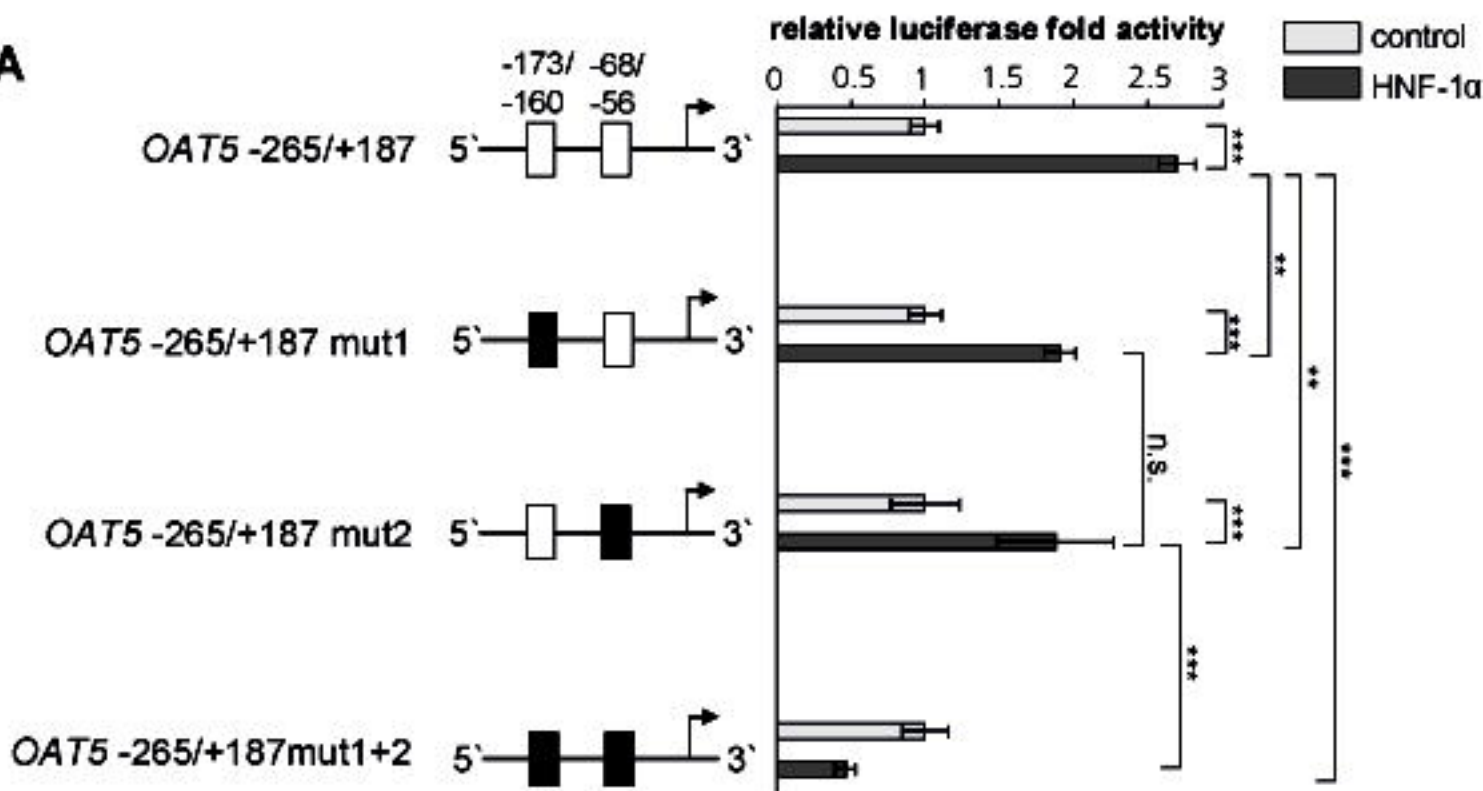 A
relative luciferase fold activity
control
HNF-1α
0 0.5 1 1.5 2 2.5 3
-173/ -68/
-160 -56
OAT5 -265/+187 5` 3`
***
**
OAT5 -265/+187 mut1 5` 3`
***
**
n.s.
***
OAT5 -265/+187 mut2 5` 3`
***
***
OAT5 -265/+187mut1+2 5` 3`